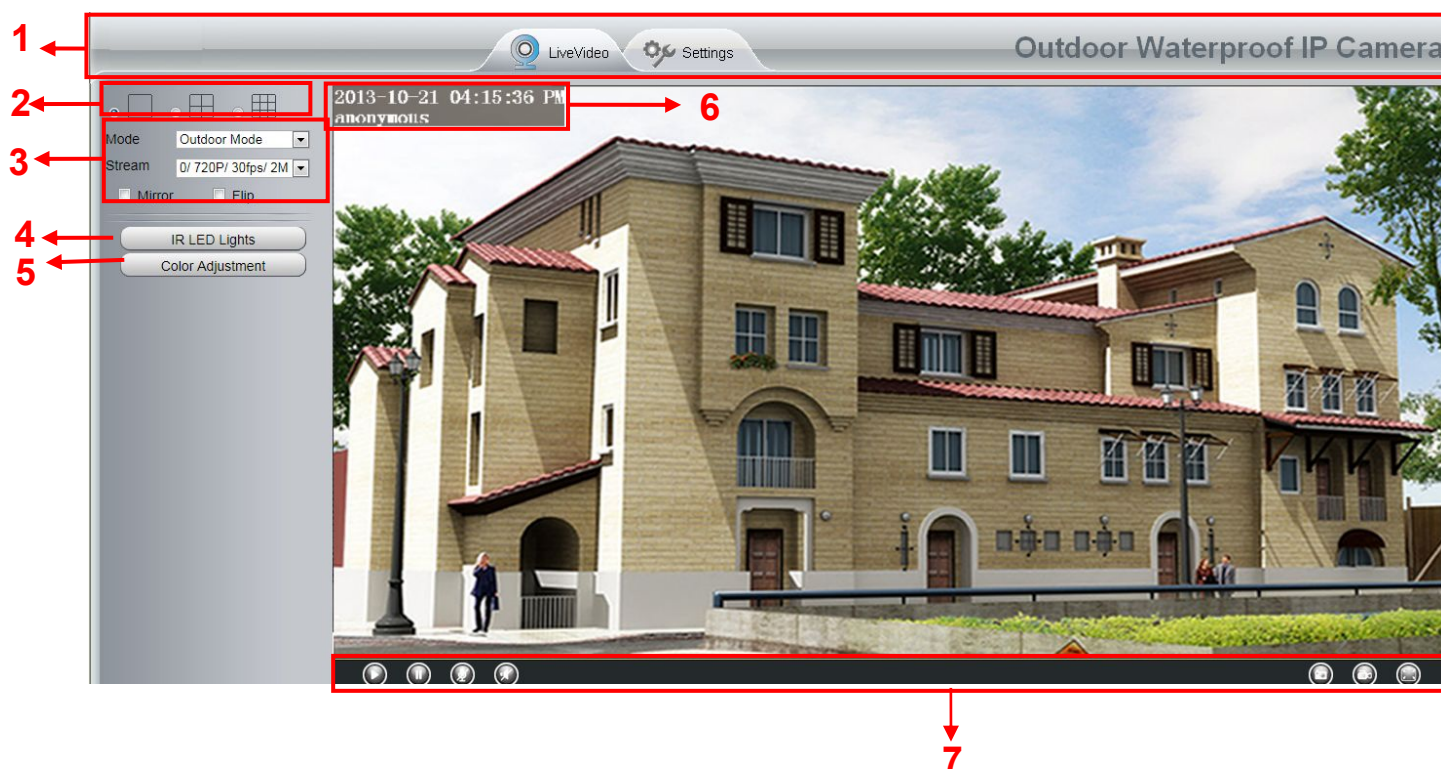 1
LiveVideo
Settings
Outdoor Waterproof IP Camera
2
2013-10-21 04:15:36 PM
anonymous
6
3
Mode
Outdoor Mode
Stream
0/ 720P/ 30fps/ 2M
Mirror
Flip
4
IR LED Lights
5
Color Adjustment
7